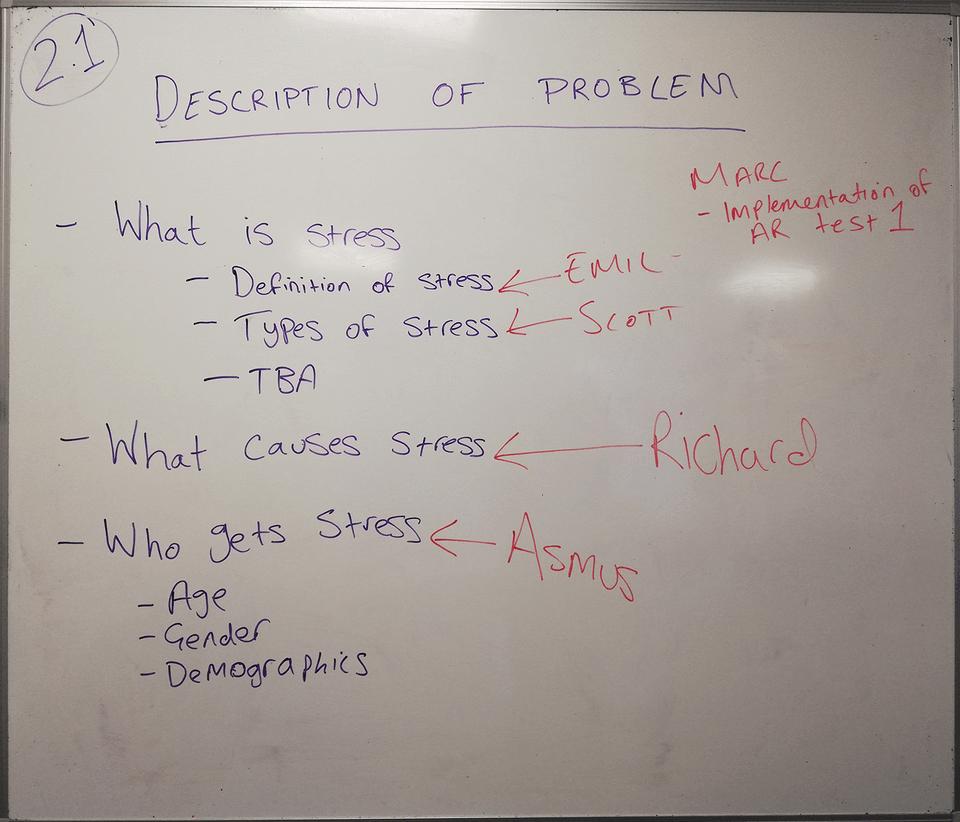 2.1
DESCRIPTION OF PROBLEM
MARC
- Implementation of
AR test 1
- What is stress
- Definition of stress ← EMIL
- Types of stress ← SCOTT
- TBA
- What causes stress ← Richard
- Who gets stress ← ASMUS
- Age
- Gender
- Demographics